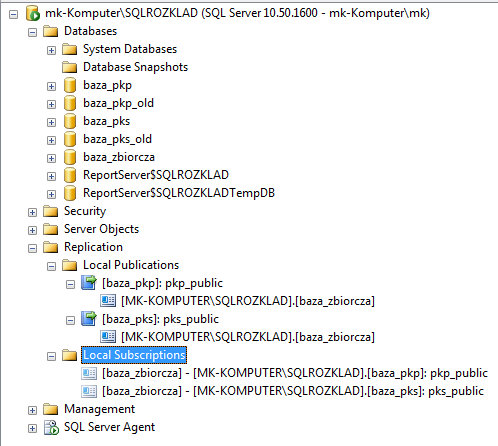 mk-Komputer\SQLROZKLAD (SQL Server 10.50.1600 - mk-Komputer\mk)
Databases
System Databases
Database Snapshots
baza_pkp
baza_pkp_old
baza_pks
baza_pks_old
baza_zbiorcza
ReportServer$SQLROZKLAD
ReportServer$SQLROZKLADTempDB
Security
Server Objects
Replication
Local Publications
[baza_pkp]: pkp_public
[MK-KOMPUTER\SQLROZKLAD].[baza_zbiorcza]
[baza_pks]: pks_public
[MK-KOMPUTER\SQLROZKLAD].[baza_zbiorcza]
Local Subscriptions
[baza_zbiorcza] - [MK-KOMPUTER\SQLROZKLAD].[baza_pkp]: pkp_public
[baza_zbiorcza] - [MK-KOMPUTER\SQLROZKLAD].[baza_pks]: pks_public
Management
SQL Server Agent